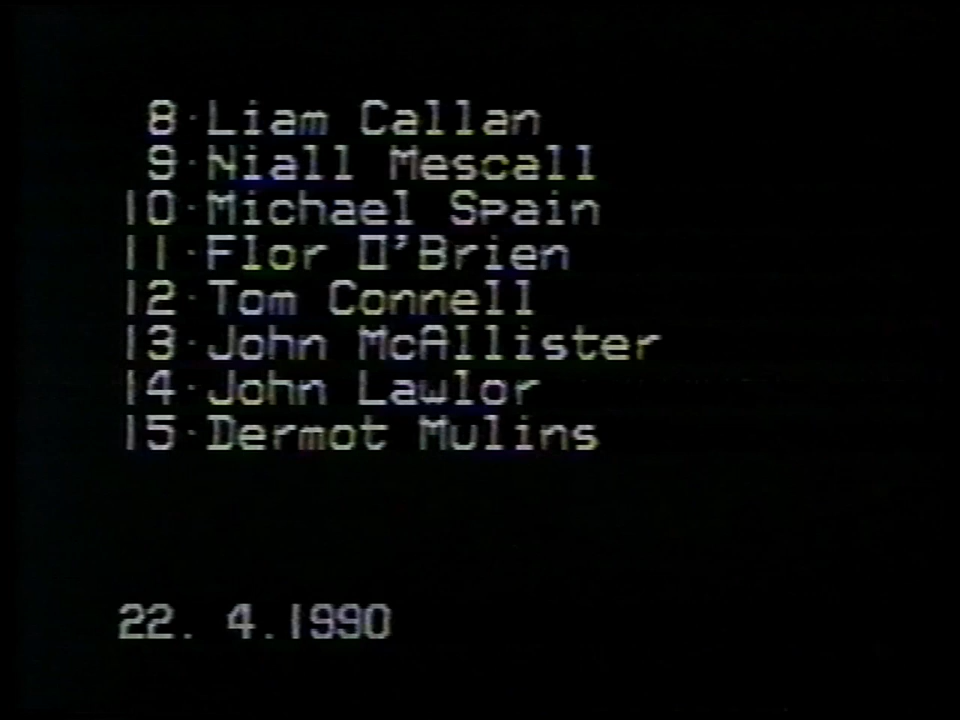 8·Liam Callan
9·Niall Mescall
10·Michael Spain
11·Flor O'Brien
12·Tom Connell
13·John McAllister
14·John Lawlor
15·Dermot Mulins
22. 4.1990